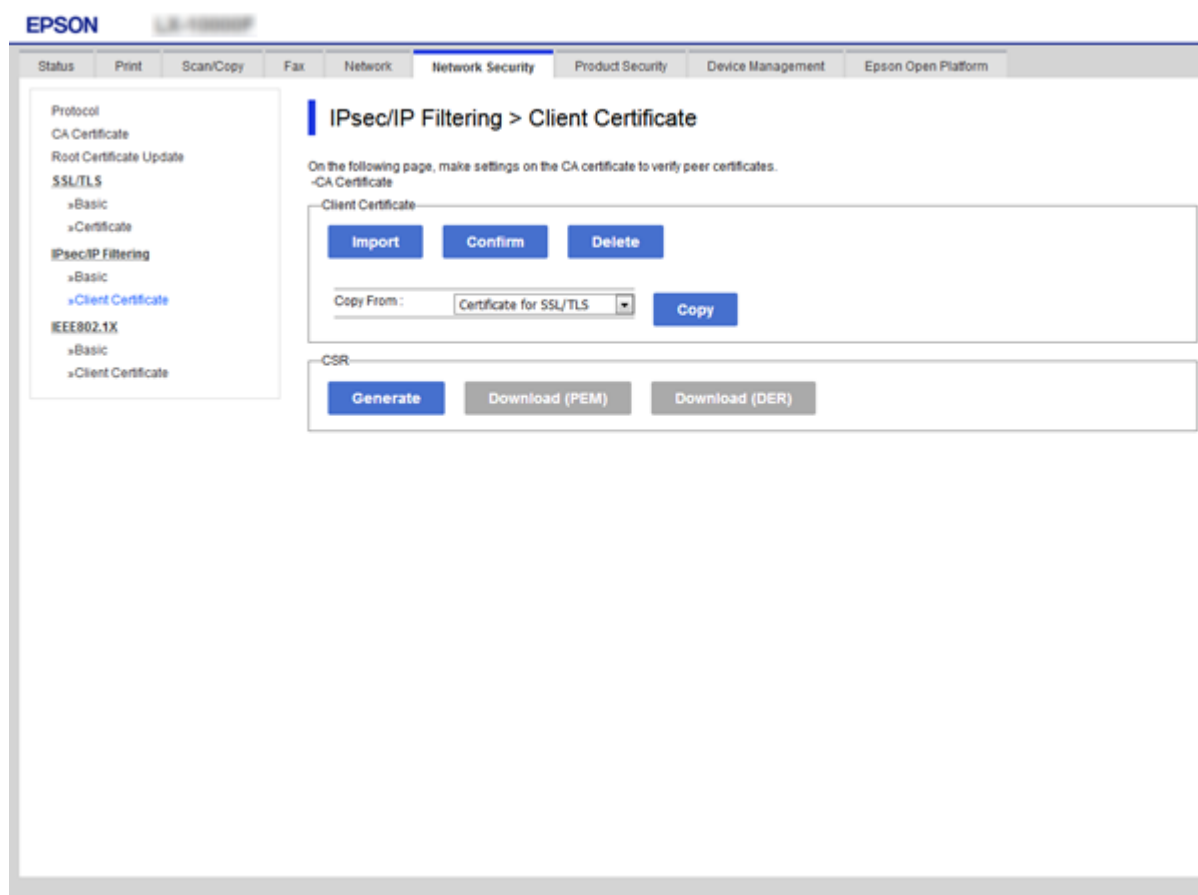 EPSON
Status Print Scan/Copy Fax Network Network Security Product Security Device Management Epson Open Platform
Protocol
CA Certificate
Root Certificate Update
SSL/TLS
»Basic
»Certificate
IPsec/IP Filtering
»Basic
»Client Certificate
IEEE802.1X
»Basic
»Client Certificate
IPsec/IP Filtering > Client Certificate
On the following page, make settings on the CA certificate to verify peer certificates.
-CA Certificate
Client Certificate
Import Confirm Delete
Copy From : Certificate for SSL/TLS Copy
CSR
Generate Download (PEM) Download (DER)